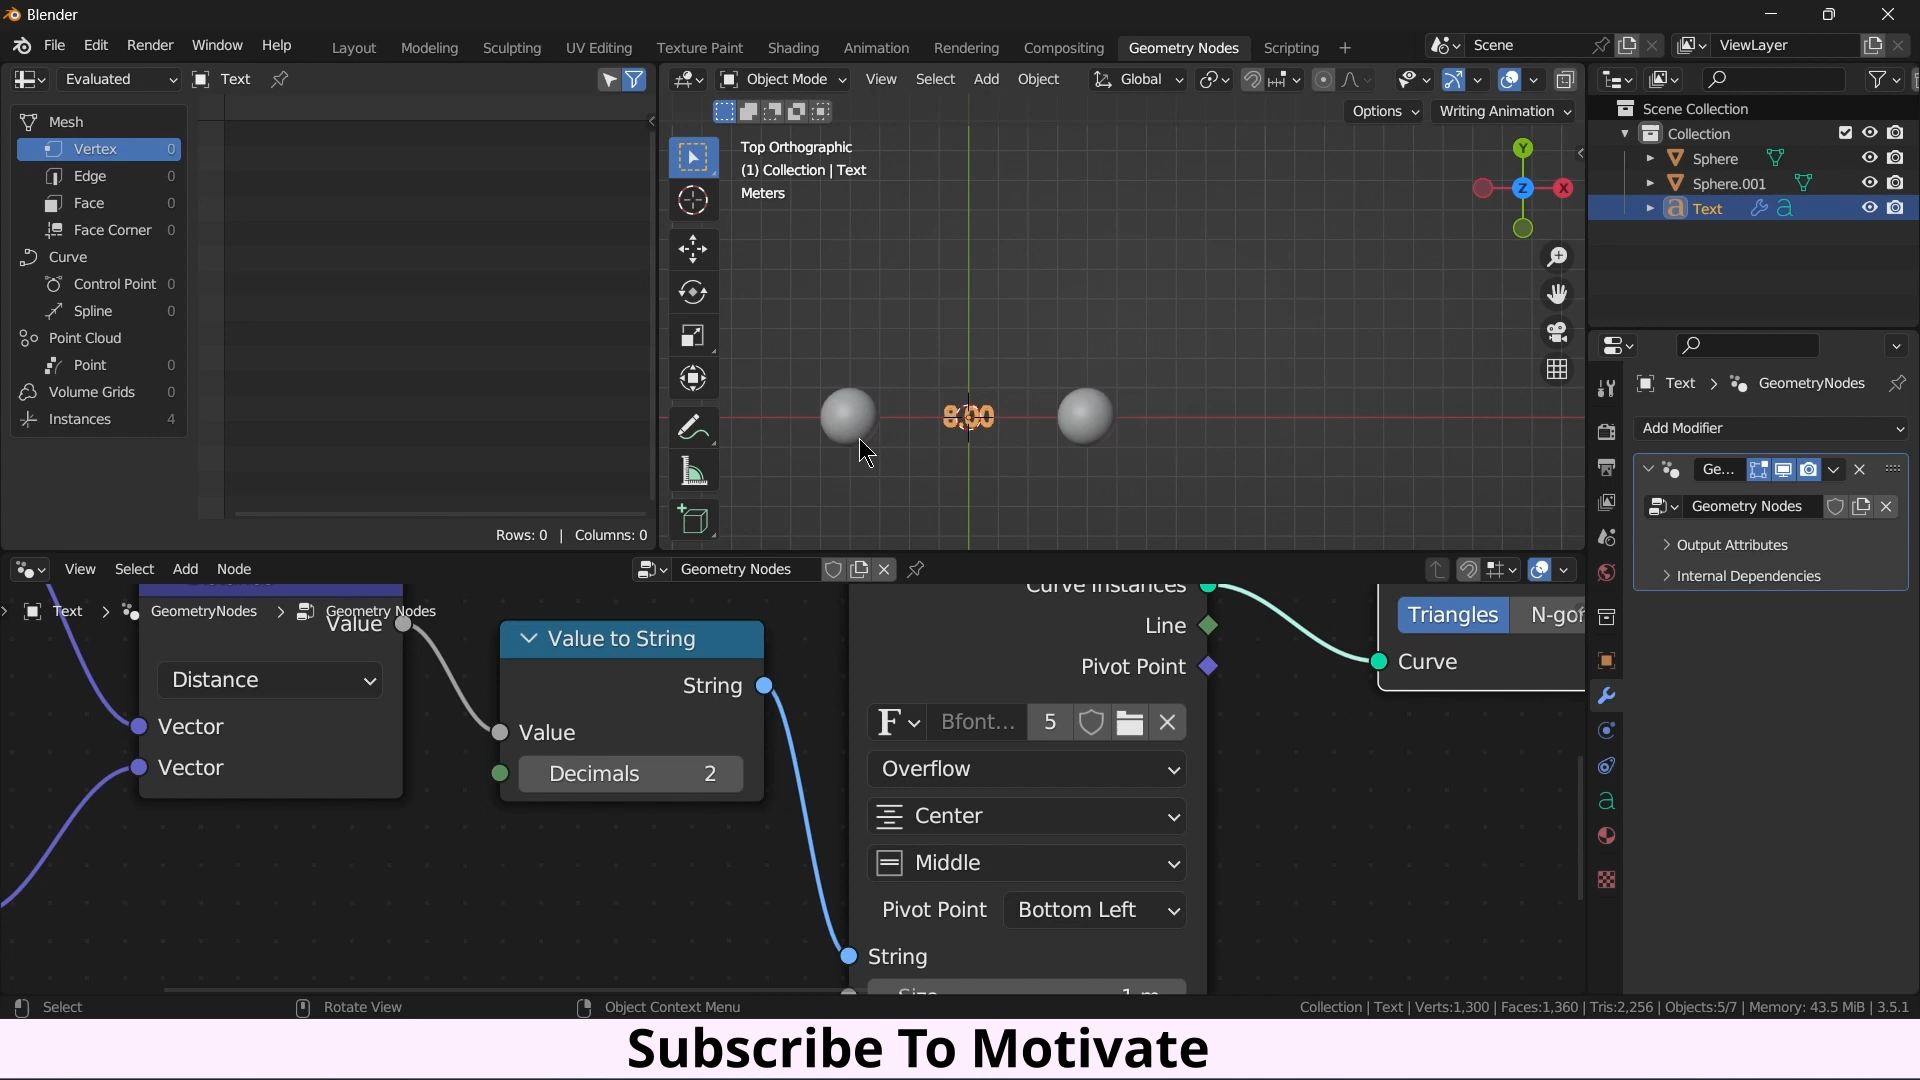 Blender
File Edit Render Window Help
Layout Modeling Sculpting UV Editing Texture Paint Shading Animation Rendering Compositing Geometry Nodes Scripting +
Scene
ViewLayer
Evaluated
Text
Object Mode View Select Add Object
Global
Options
Writing Animation
Mesh
Vertex 0
Edge 0
Face 0
Face Corner 0
Curve
Control Point 0
Spline 0
Point Cloud
Point 0
Volume Grids 0
Instances 4
Rows: 0 | Columns: 0
Top Orthographic
(1) Collection | Text
Meters
Y
Z
X
8.00
Scene Collection
Collection
Sphere
Sphere.001
Text
Text > GeometryNodes
Add Modifier
Ge...
Geometry Nodes
Output Attributes
Internal Dependencies
View Select Add Node
Geometry Nodes
Text > GeometryNodes > Geometry Nodes
Value
Distance
Vector
Vector
Value to String
String
Value
Decimals 2
Curve Instances
Line
Pivot Point
F Bfont... 5
Overflow
Center
Middle
Pivot Point Bottom Left
String
Size 1 m
Triangles
Curve
Select
Rotate View
Object Context Menu
Collection | Text | Verts:1,300 | Faces:1,360 | Tris:2,256 | Objects:5/7 | Memory: 43.5 MiB | 3.5.1
Subscribe To Motivate